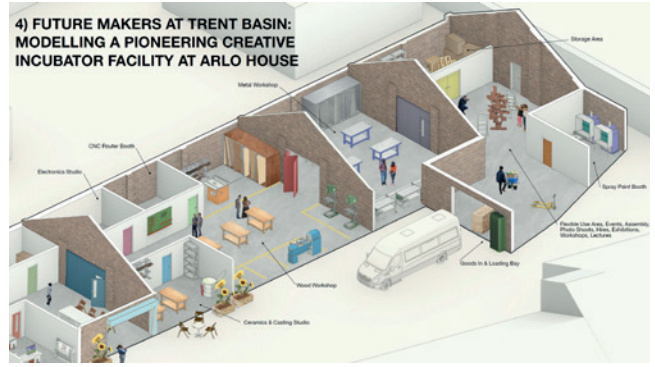 4) FUTURE MAKERS AT TRENT BASIN:
MODELLING A PIONEERING CREATIVE
INCUBATOR FACILITY AT ARLO HOUSE
Storage Area
Metal Workshop
CNC Router Booth
Electronics Studio
Spray Paint Booth
Flexible Use Area, Events, Assembly,
Photo Shoots, Hires, Exhibitions,
Workshops, Lectures
Goods In & Loading Bay
Wood Workshop
Ceramics & Casting Studio